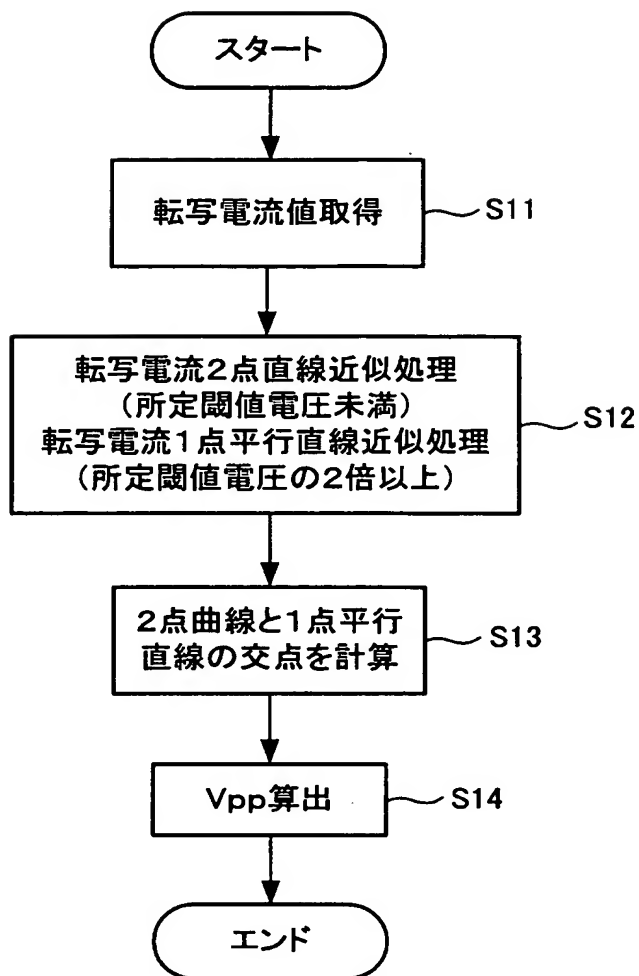 スタート
転写電流値取得
S11
転写電流2点直線近似処理
(所定閾値電圧未満)
転写電流1点平行直線近似処理
(所定閾値電圧の2倍以上)
S12
2点曲線と1点平行
直線の交点を計算
S13
Vpp算出
S14
エンド